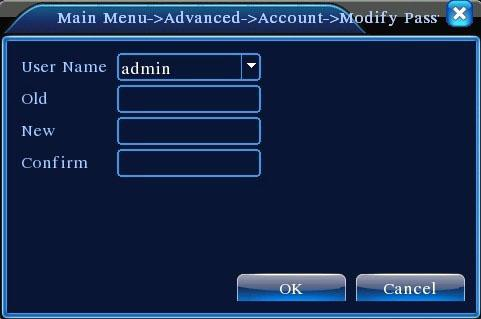 Main Menu->Advanced->Account->Modify Pass
User Name admin
Old
New
Confirm
OK Cancel